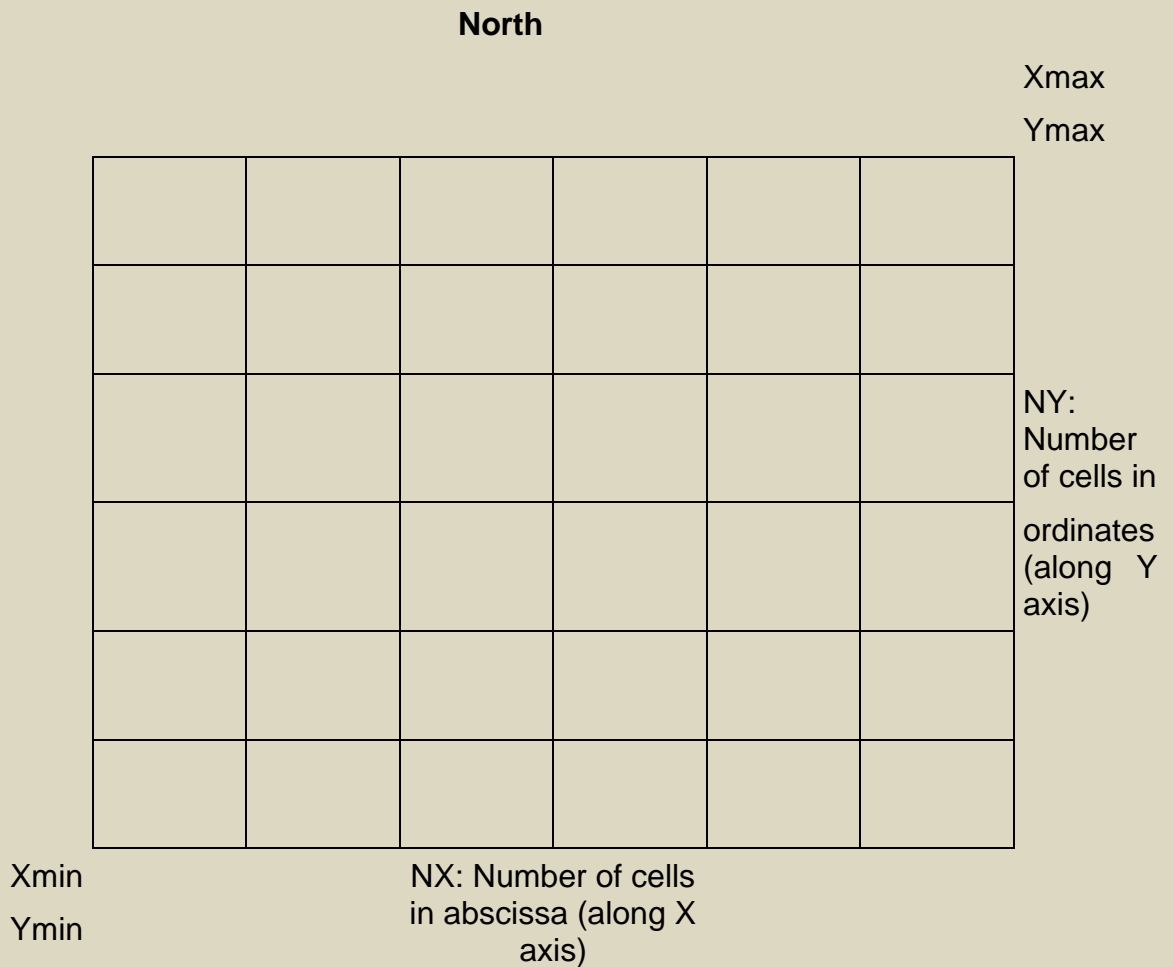 North
Xmax
Ymax
NY:
Number
of cells in
ordinates
(along Y
axis)
Xmin
Ymin
NX: Number of cells
in abscissa (along X
axis)